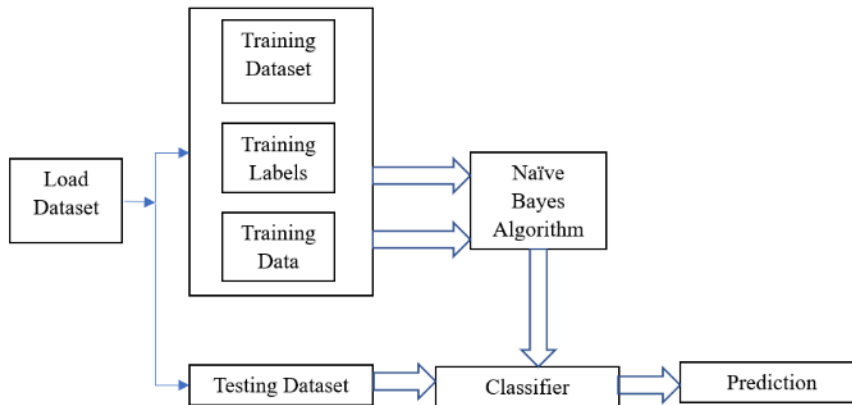 Training
Dataset
Training
Labels
Load
Dataset
Training
Data
Naïve
Bayes
Algorithm
Testing Dataset
Classifier
Prediction